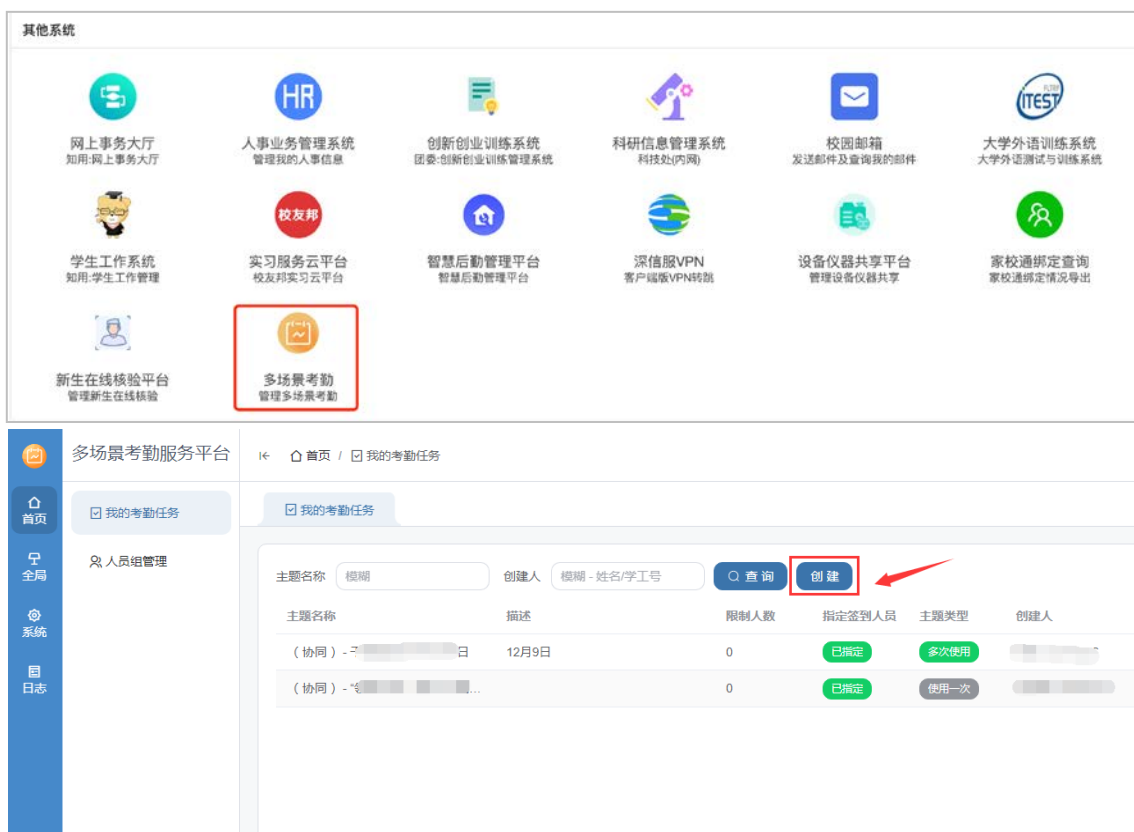 其他系统
HR
FLTRP
ITEST
网上事务大厅
知用:网上事务大厅
人事业务管理系统
管理我的人事信息
创新创业训练系统
团委:创新创业训练管理系统
科研信息管理系统
科技处(内网)
校园邮箱
发送邮件及查询我的邮件
大学外语训练系统
大学外语测试与训练系统
校友邦
学生工作系统
知用:学生工作管理
实习服务云平台
校友邦实习云平台
智慧后勤管理平台
智慧后勤管理平台
深信服VPN
客户端版VPN转跳
设备仪器共享平台
管理设备仪器共享
家校通绑定查询
家校通绑定情况导出
新生在线核验平台
管理新生在线核验
多场景考勤
管理多场景考勤
多场景考勤服务平台
首页 / 我的考勤任务
首页
我的考勤任务
我的考勤任务
全局
人员组管理
主题名称 模糊 创建人 模糊 - 姓名/学工号 查 询 创 建
系统
主题名称 描述 限制人数 指定签到人员 主题类型 创建人
（协同）- 日 12月9日 0 已指定 多次使用
日志
（协同）-“ ... 0 已指定 使用一次